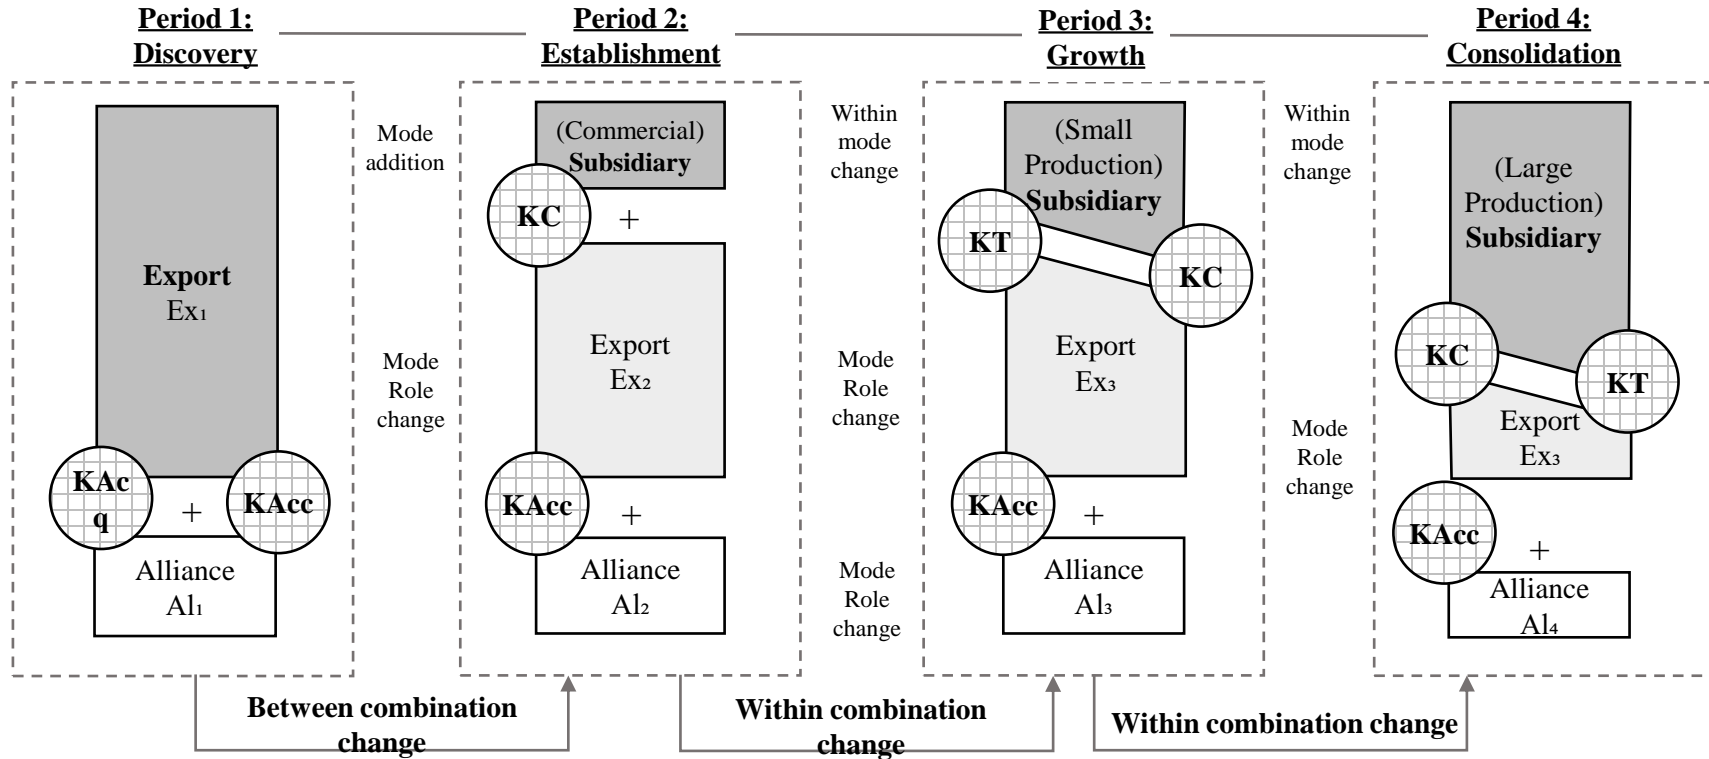 Period 1:
Discovery
Period 2:
Establishment
Period 3:
Growth
Period 4:
Consolidation
Export
Ex₁
KAc
q
+
KAcc
Alliance
Al₁
Mode
addition
Mode
Role
change
(Commercial)
Subsidiary
KC
+
Export
Ex₂
KAcc
+
Alliance
Al₂
Within
mode
change
Mode
Role
change
Mode
Role
change
(Small
Production)
Subsidiary
KT
KC
Export
Ex₃
KAcc
+
Alliance
Al₃
Within
mode
change
Mode
Role
change
(Large
Production)
Subsidiary
KC
KT
Export
Ex₃
KAcc
+
Alliance
Al₄
Between combination
change
Within combination
change
Within combination change